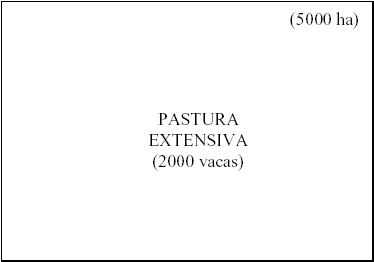 (5000 ha)
PASTURA
EXTENSIVA
(2000 vacas)